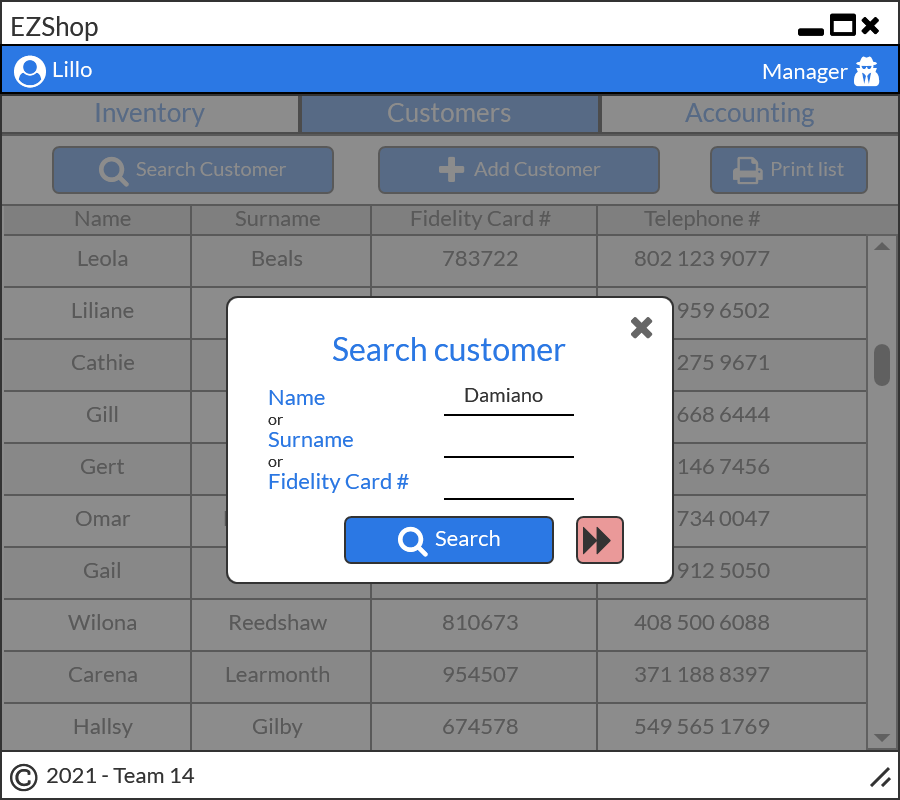 EZShop
Lillo
Manager
Inventory Customers Accounting
Search Customer Add Customer Print list
Name Surname Fidelity Card # Telephone #
Leola Beals 783722 802 123 9077
Liliane 959 6502
Search customer
Cathie 275 9671
Name Damiano
Gill 668 6444
or
Surname
or
Gert 146 7456
Fidelity Card #
Omar 734 0047
Search
Gail 912 5050
Wilona Reedshaw 810673 408 500 6088
Carena Learmonth 954507 371 188 8397
Hallsy Gilby 674578 549 565 1769
© 2021 - Team 14